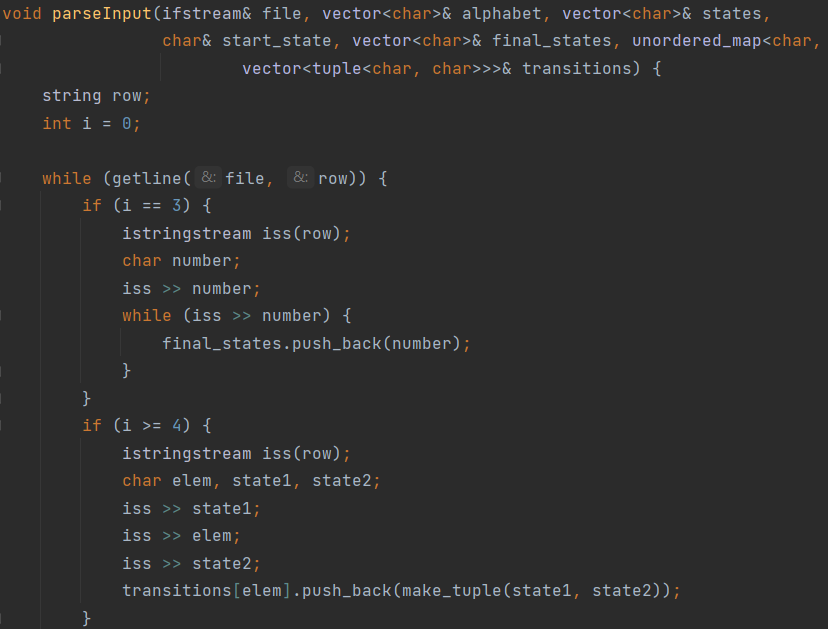 void parseInput(ifstream& file, vector<char>& alphabet, vector<char>& states,
                char& start_state, vector<char>& final_states, unordered_map<char,
                        vector<tuple<char, char>>>& transitions) {
    string row;
    int i = 0;

    while (getline( &: file, &: row)) {
        if (i == 3) {
            istringstream iss(row);
            char number;
            iss >> number;
            while (iss >> number) {
                final_states.push_back(number);
            }
        }
        if (i >= 4) {
            istringstream iss(row);
            char elem, state1, state2;
            iss >> state1;
            iss >> elem;
            iss >> state2;
            transitions[elem].push_back(make_tuple(state1, state2));
        }